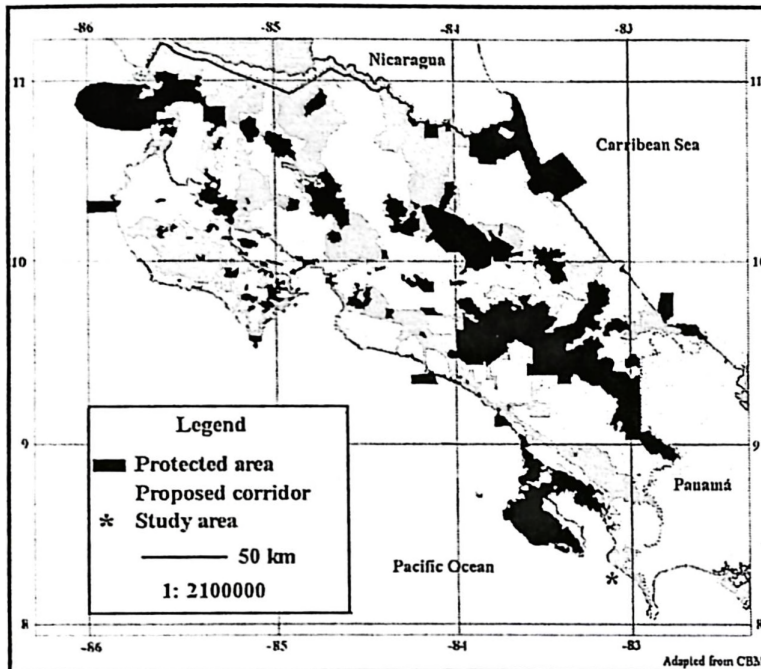 -86 -85 -84 -83
Nicaragua
11 11
Carribean Sea
10 10
Legend
Protected area
Proposed corridor
* Study area
50 km
1: 2100000
9 9
Panamá
Pacific Ocean
8 8
-86 -85 -84 -83
Adapted from CBM